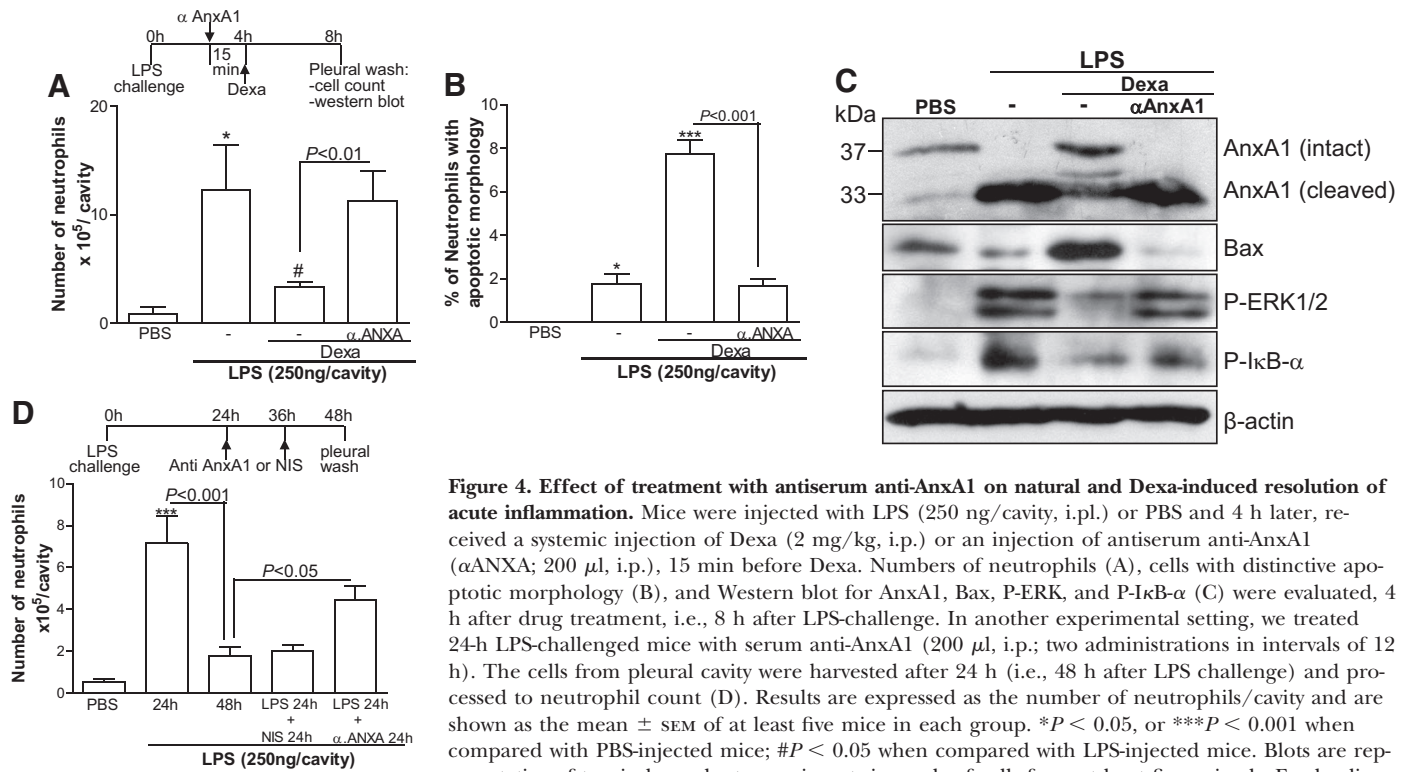 α AnxA1
0h 4h 8h
15
min
LPS
challenge
Dexa
Pleural wash:
-cell count
-western blot
A
Number of neutrophils
x 10⁵/ cavity
20
10
0
*
#
P<0.01
PBS - - α.ANXA
Dexa
LPS (250ng/cavity)
B
% of Neutrophils with
apoptotic morphology
10
8
6
4
2
0
*
***
P<0.001
PBS - - α.ANXA
Dexa
LPS (250ng/cavity)
C
LPS
Dexa
PBS - - αAnxA1
kDa
37
33
AnxA1 (intact)
AnxA1 (cleaved)
Bax
P-ERK1/2
P-IκB-α
β-actin
D
0h 24h 36h 48h
LPS
challenge
Anti AnxA1 or NIS
pleural
wash
Number of neutrophils
x10⁵/cavity
10
8
6
4
2
0
***
P<0.001
P<0.05
PBS 24h 48h LPS 24h LPS 24h
+ +
NIS 24h α.ANXA 24h
LPS (250ng/cavity)
Figure 4. Effect of treatment with antiserum anti-AnxA1 on natural and Dexa-induced resolution of
acute inflammation. Mice were injected with LPS (250 ng/cavity, i.pl.) or PBS and 4 h later, re-
ceived a systemic injection of Dexa (2 mg/kg, i.p.) or an injection of antiserum anti-AnxA1
(αANXA; 200 μl, i.p.), 15 min before Dexa. Numbers of neutrophils (A), cells with distinctive apo-
ptotic morphology (B), and Western blot for AnxA1, Bax, P-ERK, and P-IκB-α (C) were evaluated, 4
h after drug treatment, i.e., 8 h after LPS-challenge. In another experimental setting, we treated
24-h LPS-challenged mice with serum anti-AnxA1 (200 μl, i.p.; two administrations in intervals of 12
h). The cells from pleural cavity were harvested after 24 h (i.e., 48 h after LPS challenge) and pro-
cessed to neutrophil count (D). Results are expressed as the number of neutrophils/cavity and are
shown as the mean ± SEM of at least five mice in each group. *P < 0.05, or ***P < 0.001 when
compared with PBS-injected mice; #P < 0.05 when compared with LPS-injected mice. Blots are rep-